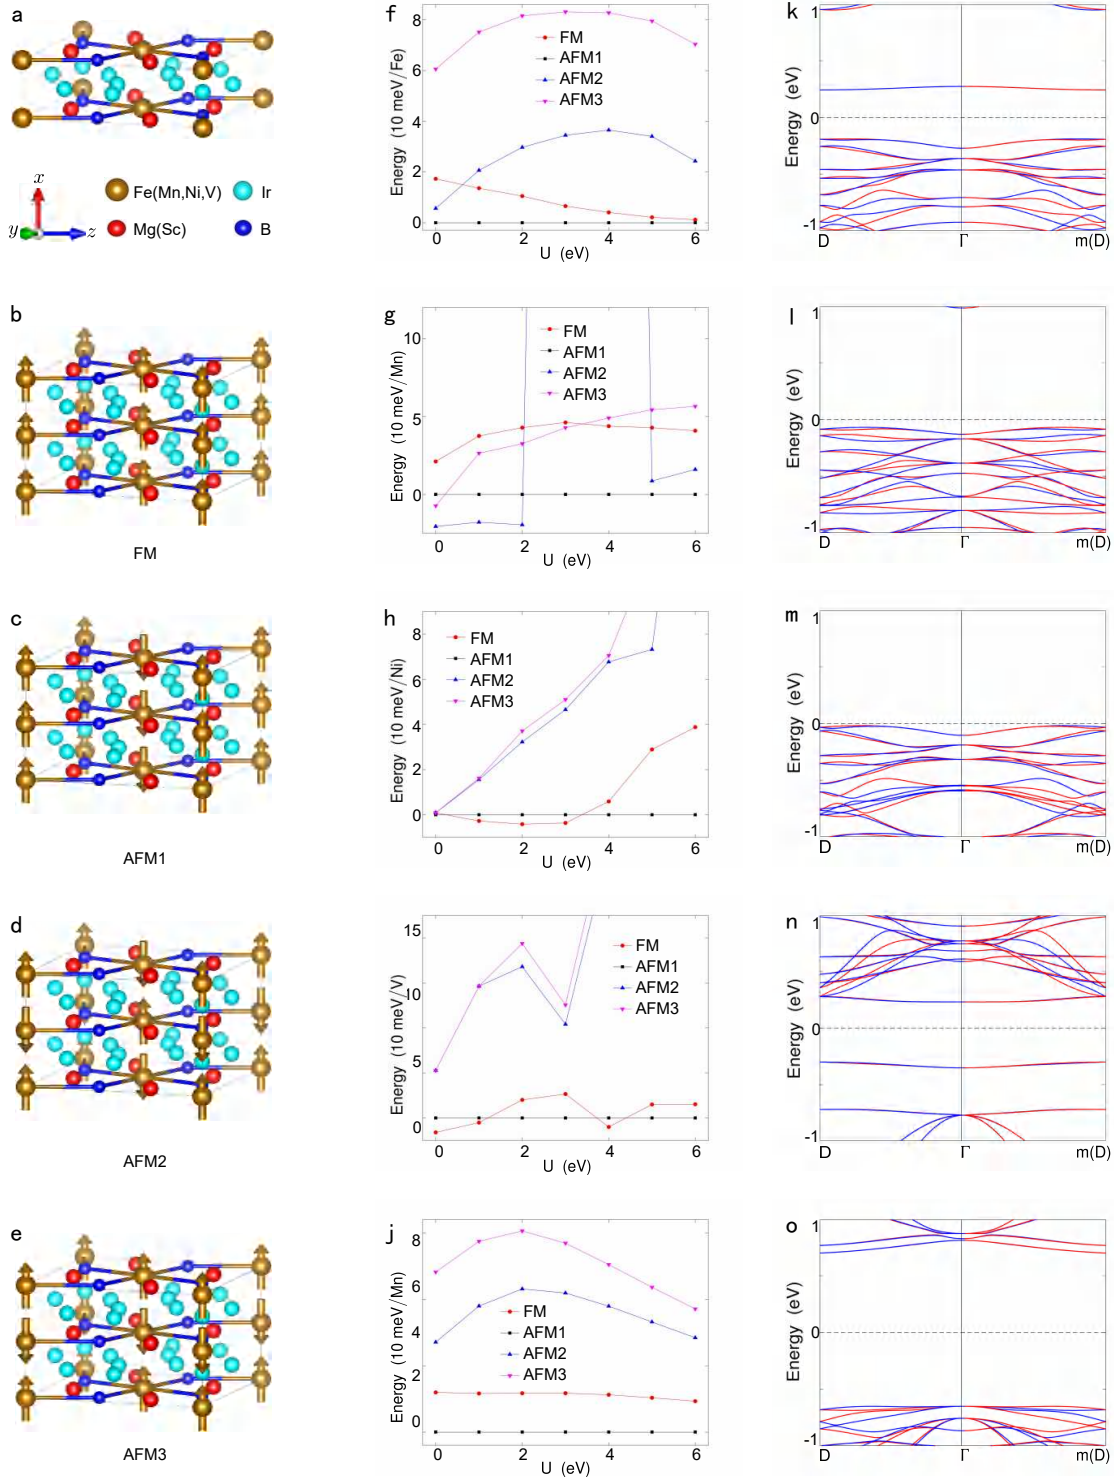 a
x
y
z
Fe(Mn,Ni,V)
Ir
Mg(Sc)
B
b
FM
c
AFM1
d
AFM2
e
AFM3
f
Energy (10 meV/Fe)
8
6
4
2
0
FM
AFM1
AFM2
AFM3
0 2 4 6
U (eV)
g
Energy (10 meV/Mn)
10
5
0
FM
AFM1
AFM2
AFM3
0 2 4 6
U (eV)
h
Energy (10 meV/Ni)
8
6
4
2
0
FM
AFM1
AFM2
AFM3
0 2 4 6
U (eV)
Energy (10 meV/V)
15
10
5
0
FM
AFM1
AFM2
AFM3
0 2 4 6
U (eV)
j
Energy (10 meV/Mn)
8
6
4
2
0
FM
AFM1
AFM2
AFM3
0 2 4 6
U (eV)
k
Energy (eV)
1
0
-1
D Γ m(D)
l
Energy (eV)
1
0
-1
D Γ m(D)
m
Energy (eV)
1
0
-1
D Γ m(D)
n
Energy (eV)
1
0
-1
D Γ m(D)
o
Energy (eV)
1
0
-1
D Γ m(D)